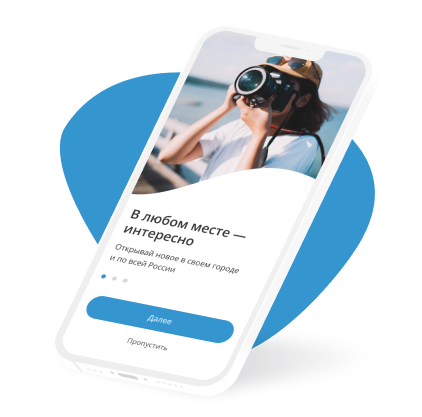 В любом месте —
интересно
Открывай новое в своем городе
и по всей России
Далее
Пропустить